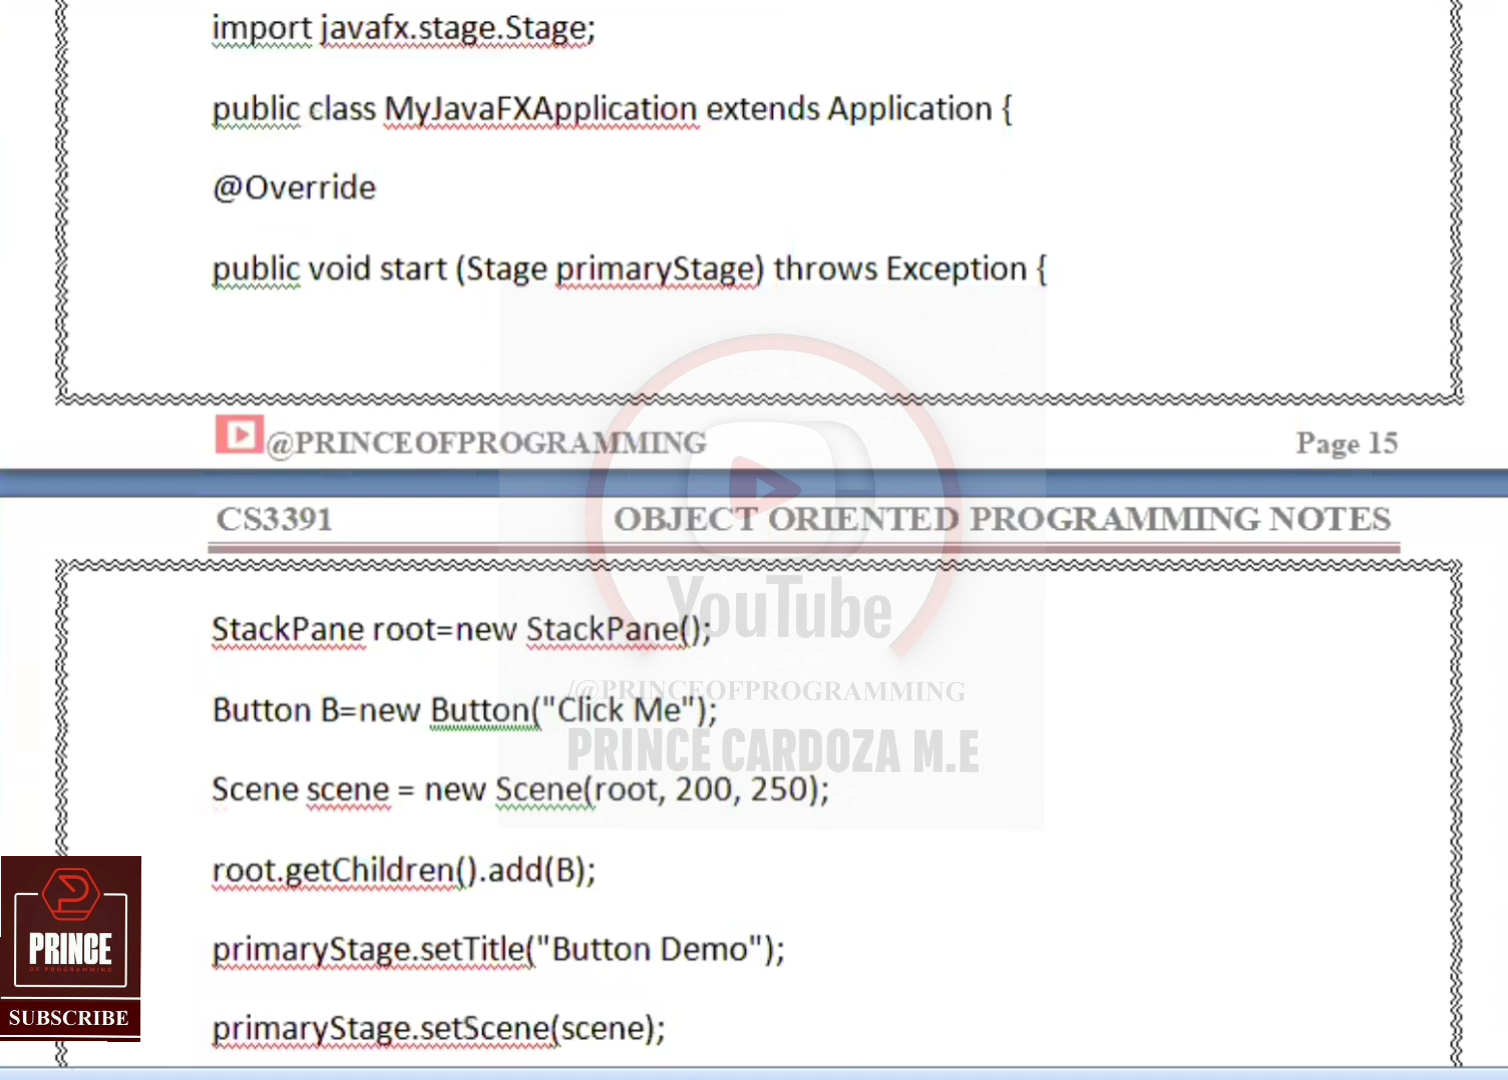 import javafx.stage.Stage;
public class MyJavaFXApplication extends Application {
@Override
public void start (Stage primaryStage) throws Exception {
@PRINCEOFPROGRAMMING
Page 15
CS3391
OBJECT ORIENTED PROGRAMMING NOTES
StackPane root=new StackPane();
YouTube
/@PRINCEOFPROGRAMMING
Button B=new Button("Click Me");
PRINCE CARDOZA M.E
Scene scene = new Scene(root, 200, 250);
root.getChildren().add(B);
primaryStage.setTitle("Button Demo");
primaryStage.setScene(scene);
PRINCE
OF PROGRAMMING
SUBSCRIBE